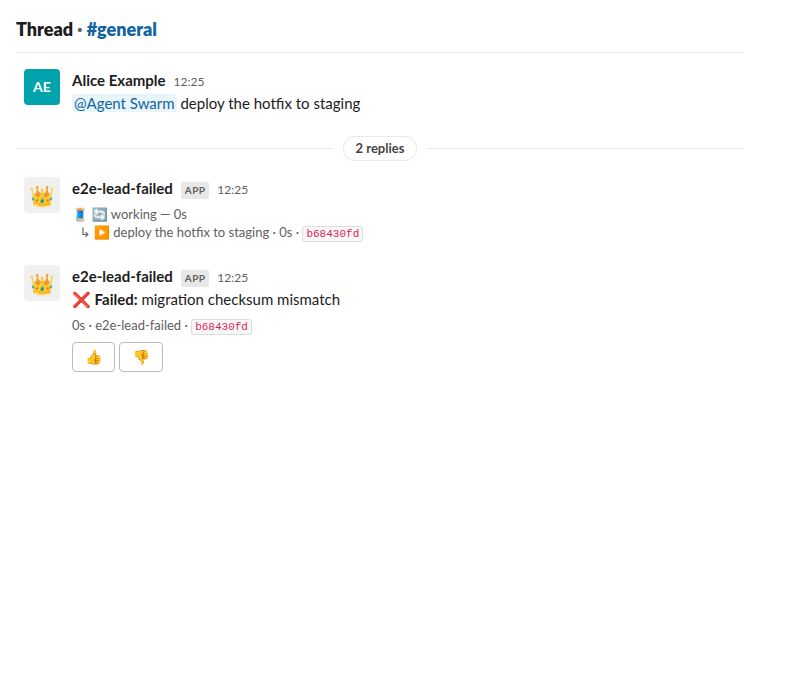 Thread • #general
AE
Alice Example 12:25
@Agent Swarm deploy the hotfix to staging
2 replies
e2e-lead-failed APP 12:25
🧵 🔄 working — 0s
↳ ▶️ deploy the hotfix to staging · 0s · b68430fd
e2e-lead-failed APP 12:25
❌ Failed: migration checksum mismatch
0s · e2e-lead-failed · b68430fd
👍 👎